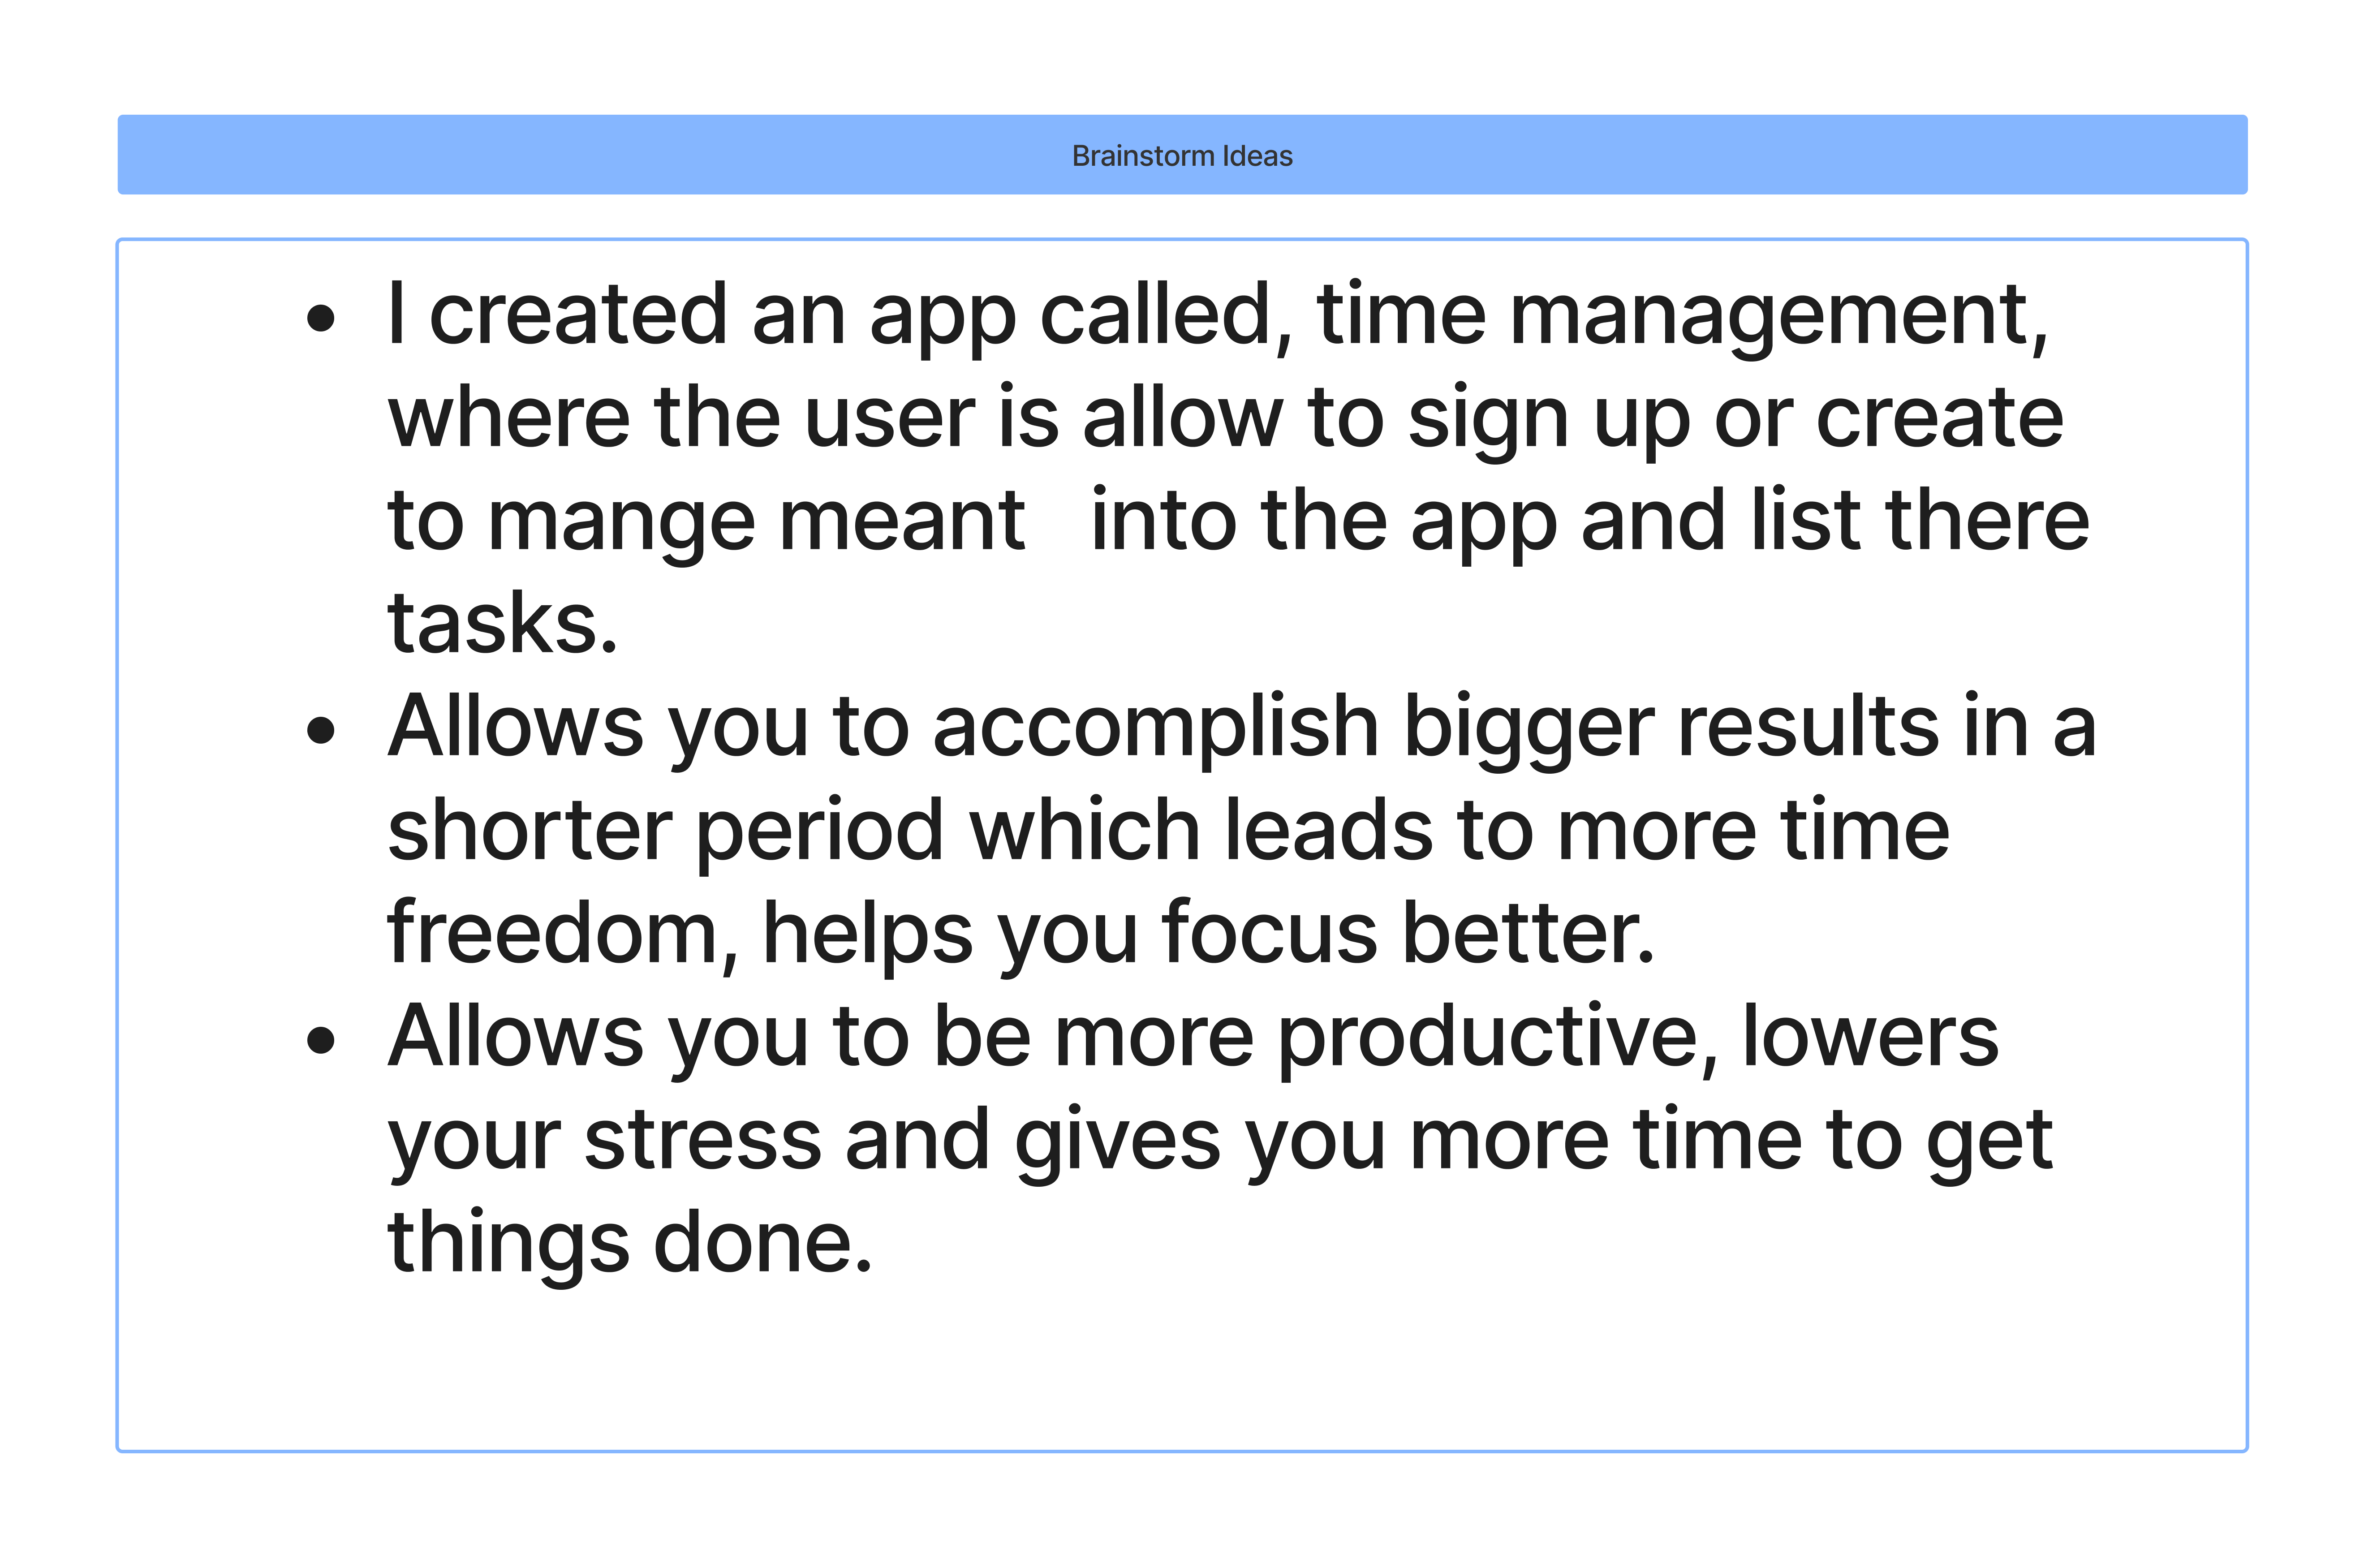 Brainstorm Ideas
• I created an app called, time management,
where the user is allow to sign up or create
to mange meant   into the app and list there
tasks.
• Allows you to accomplish bigger results in a
shorter period which leads to more time
freedom, helps you focus better.
• Allows you to be more productive, lowers
your stress and gives you more time to get
things done.